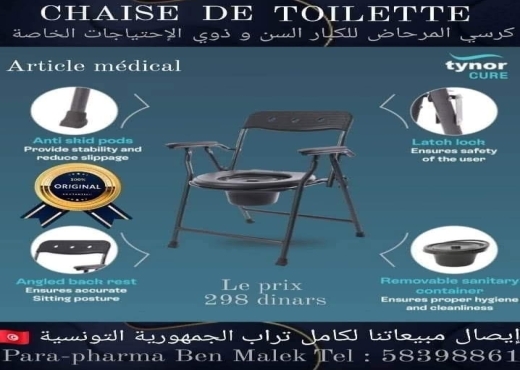 CHAISE DE TOILETTE
كرسي المرحاض للكبار السن و ذوي الإحتياجات الخاصة
Article médical
tynor
CURE
Anti skid pods
Provide stability and
reduce slippage
Latch lock
Ensures safety
of the user
100%
ORIGINAL
Angled bach rest
Ensures accurate
Sitting posture
Le prix
298 dinars
Removable sanitary
container
Ensures proper hygiene
and cleanliness
إيصال مبيعاتنا لكامل تراب الجمهورية التونسية
Para-pharma Ben Malek Tel : 58398861